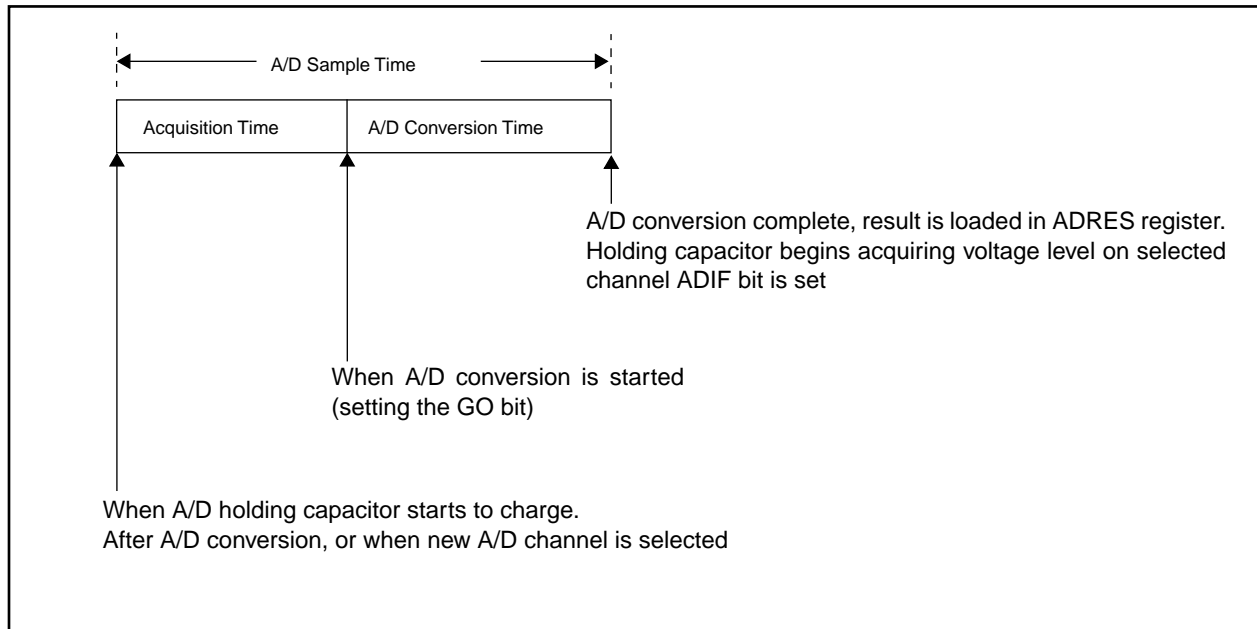 A/D Sample Time
Acquisition Time
A/D Conversion Time
A/D conversion complete, result is loaded in ADRES register.
Holding capacitor begins acquiring voltage level on selected
channel ADIF bit is set
When A/D conversion is started
(setting the GO bit)
When A/D holding capacitor starts to charge.
After A/D conversion, or when new A/D channel is selected